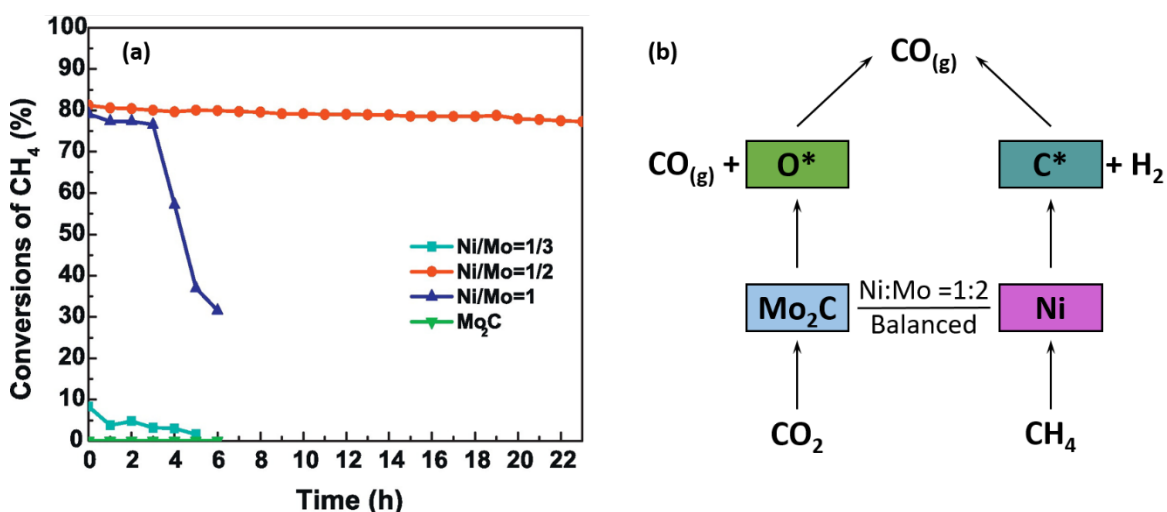 (a)
Conversions of CH₄ (%)
100
90
80
70
60
50
40
30
20
10
0
Ni/Mo=1/3
Ni/Mo=1/2
Ni/Mo=1
Mo₂C
0 2 4 6 8 10 12 14 16 18 20 22
Time (h)
(b)
CO(g)
CO(g) + O*
C* + H₂
Mo₂C
Ni:Mo =1:2
Balanced
Ni
CO₂
CH₄